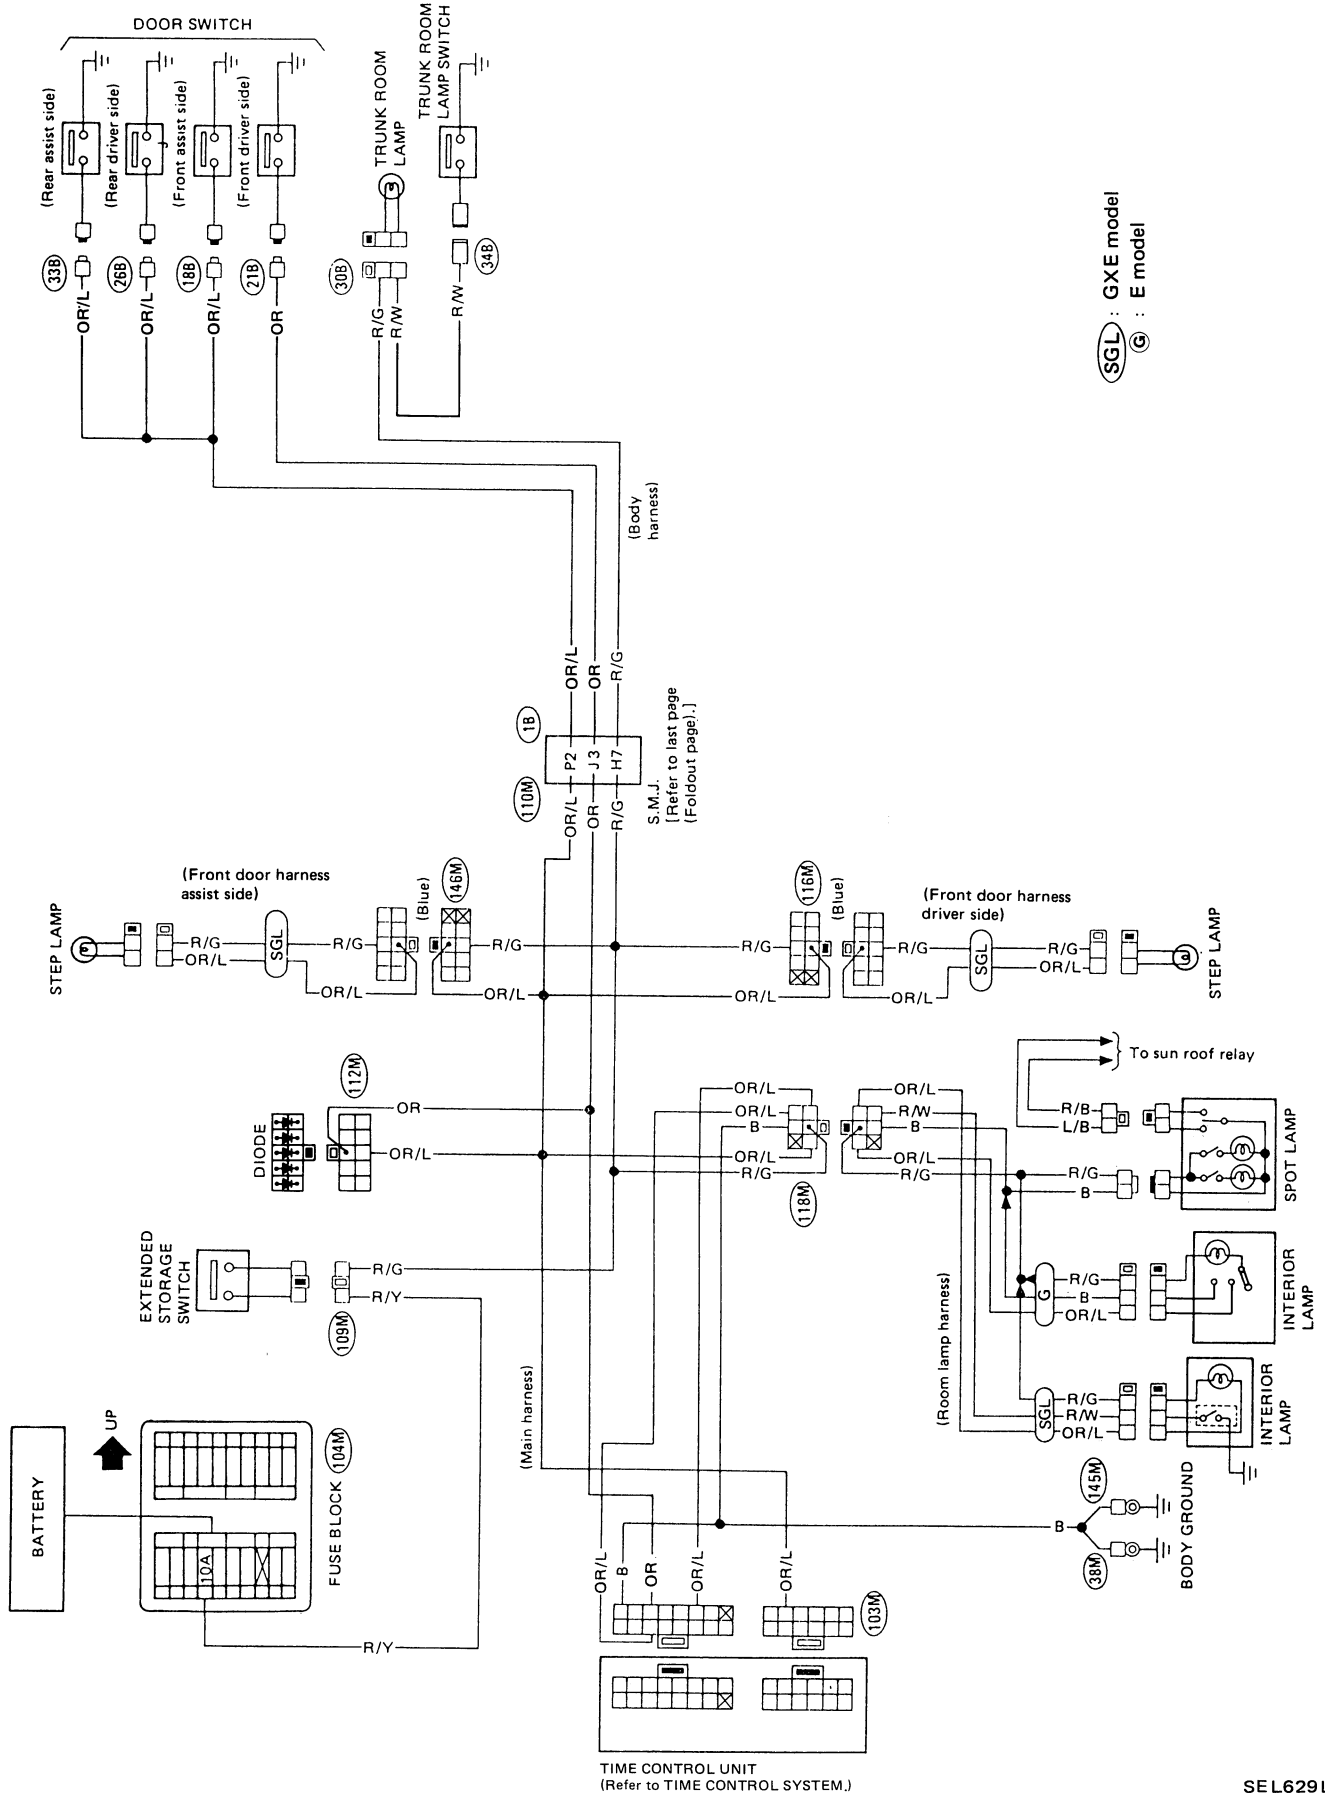 DOOR SWITCH
(Rear assist side)
(Rear driver side)
(Front assist side)
(Front driver side)
TRUNK ROOM
LAMP
TRUNK ROOM
LAMP SWITCH
33B
26B
18B
21B
30B
34B
OR/L
OR/L
OR/L
OR
R/G
R/W
R/W
SGL : GXE model
G : E model
(Body
harness)
OR/L
OR
R/G
1B
P2
J3
H7
110M
OR/L
OR
R/G
S.M.J.
[Refer to last page
(Foldout page).]
STEP LAMP
(Front door harness
assist side)
R/G
OR/L
SGL
R/G
OR/L
(Blue)
146M
R/G
OR/L
R/G
OR/L
116M
(Blue)
(Front door harness
driver side)
R/G
OR/L
SGL
R/G
OR/L
STEP LAMP
DIODE
112M
OR
OR/L
OR/L
OR/L
B
OR/L
R/G
118M
OR/L
R/W
B
OR/L
R/G
To sun roof relay
R/B
L/B
R/G
B
SPOT LAMP
EXTENDED
STORAGE
SWITCH
R/G
R/Y
109M
(Main harness)
(Room lamp harness)
G
R/G
B
OR/L
INTERIOR
LAMP
SGL
R/G
R/W
OR/L
INTERIOR
LAMP
BATTERY
UP
10A
FUSE BLOCK
104M
R/Y
OR/L
B
OR
OR/L
OR/L
103M
B
145M
38M
BODY GROUND
TIME CONTROL UNIT
(Refer to TIME CONTROL SYSTEM.)
SEL629L